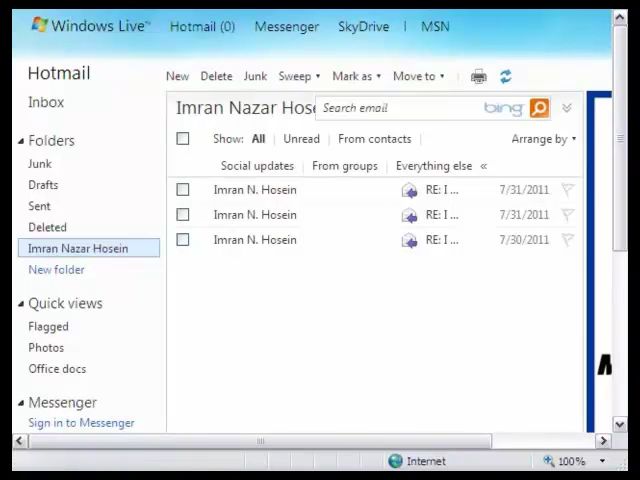 Windows Live™ Hotmail (0) Messenger SkyDrive | MSN
Hotmail
New Delete Junk Sweep Mark as Move to
Inbox
Imran Nazar Hose Search email bing
Folders
Show: All Unread From contacts Arrange by
Junk
Social updates From groups Everything else «
Drafts
Imran N. Hosein RE: I ... 7/31/2011
Sent
Imran N. Hosein RE: I ... 7/31/2011
Deleted
Imran N. Hosein RE: I ... 7/30/2011
Imran Nazar Hosein
New folder
Quick views
Flagged
Photos
Office docs
Messenger
Sign in to Messenger
Internet 100%